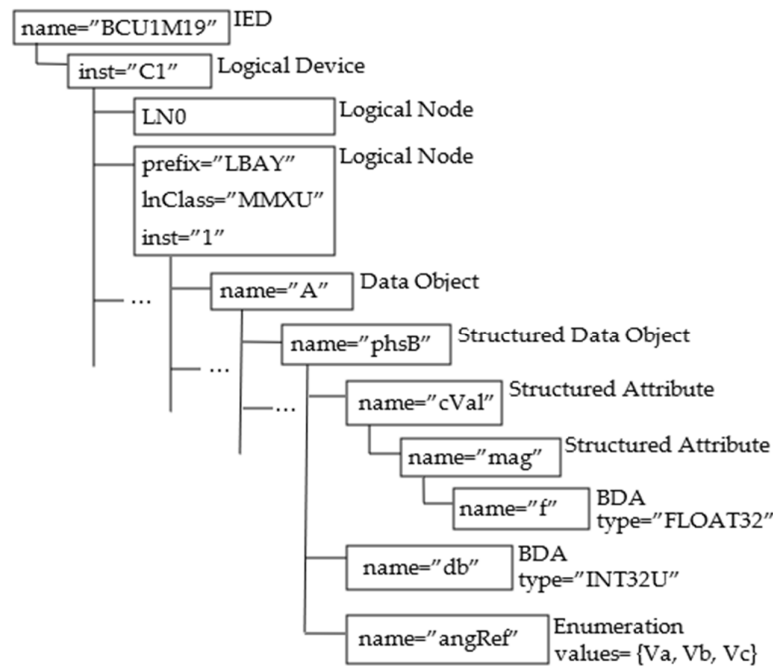 name=”BCU1M19” IED
inst=”C1” Logical Device
LN0 Logical Node
prefix=”LBAY” Logical Node
lnClass=”MMXU”
inst=”1”
name=”A” Data Object
...
name=”phsB” Structured Data Object
...
...
name=”cVal” Structured Attribute
name=”mag” Structured Attribute
name=”f” BDA
type=”FLOAT32”
name=”db” BDA
type=”INT32U”
name=”angRef” Enumeration
values= {Va, Vb, Vc}